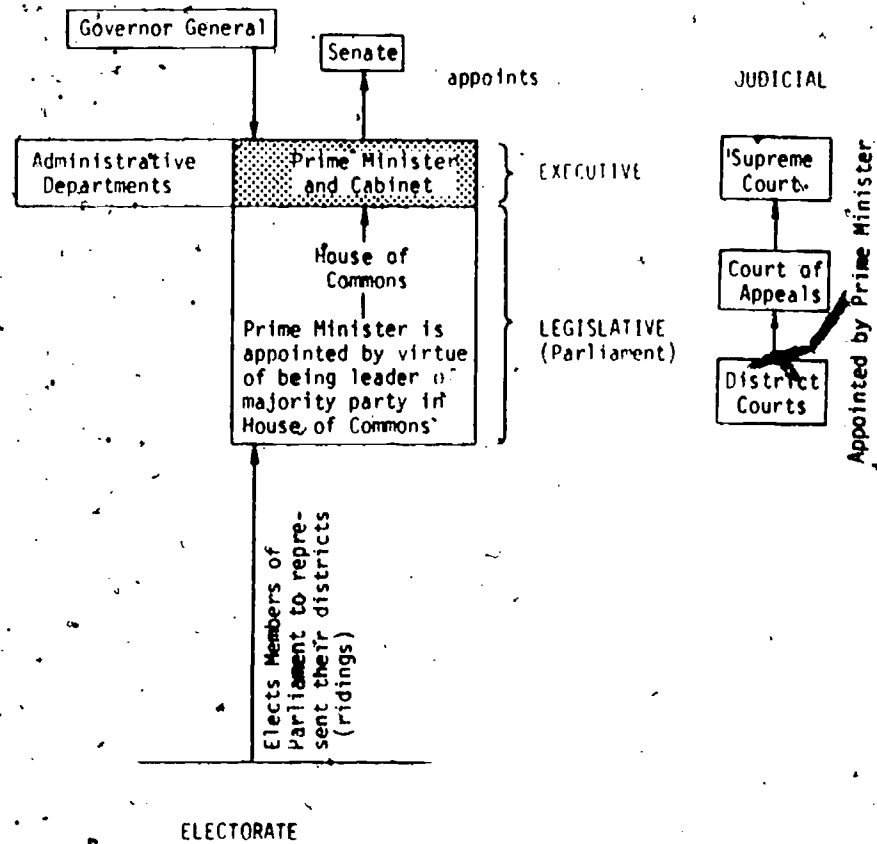 Governor General
Senate
appoints
JUDICIAL
Administrative
Departments
Prime Minister
and Cabinet
EXECUTIVE
Supreme
Court
House of
Commons
Court of
Appeals
Prime Minister is
appointed by virtue
of being leader of
majority party in
House of Commons
LEGISLATIVE
(Parliament)
District
Courts
Appointed by Prime Minister
Elects Members of
Parliament to repre-
sent their districts
(ridings)
ELECTORATE